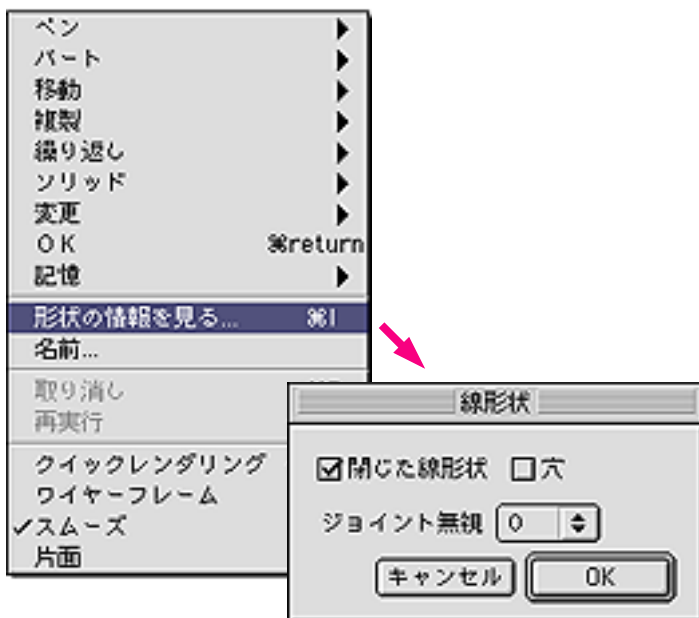 ペン
パート
移動
複製
繰り返し
ソリッド
変更
OK ⌘return
記憶
形状の情報を見る... ⌘I
名前...
取り消し
再実行
クイックレンダリング
ワイヤーフレーム
✓スムーズ
片面
線形状
閉じた線形状 穴
ジョイント無視 0
キャンセル OK